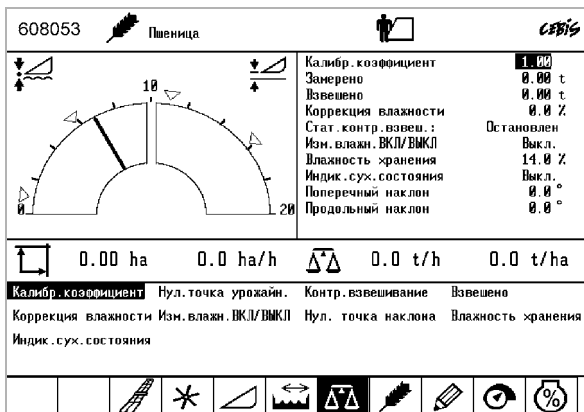 608053 Пшеница CEBIS
Калибр.коэффициент 1.00
Замерено 0.00 t
Взвешено 0.00 t
Коррекция влажности 0.0 %
Стат.контр.взвеш.: Остановлен
Изм.влажн.ВКЛ/ВЫКЛ Выкл.
Влажность хранения 14.0 %
Индик.сух.состояния Выкл.
Поперечный наклон 0.0 °
Продольный наклон 0.0 °
10
0 20
0.00 ha 0.0 ha/h 0.0 t/h 0.0 t/ha
Калибр.коэффициент Нул.точка урожайн. Контр.взвешивание Взвешено
Коррекция влажности Изм.влажн.ВКЛ/ВЫКЛ Нул. точка наклона Влажность хранения
Индик.сух.состояния
%